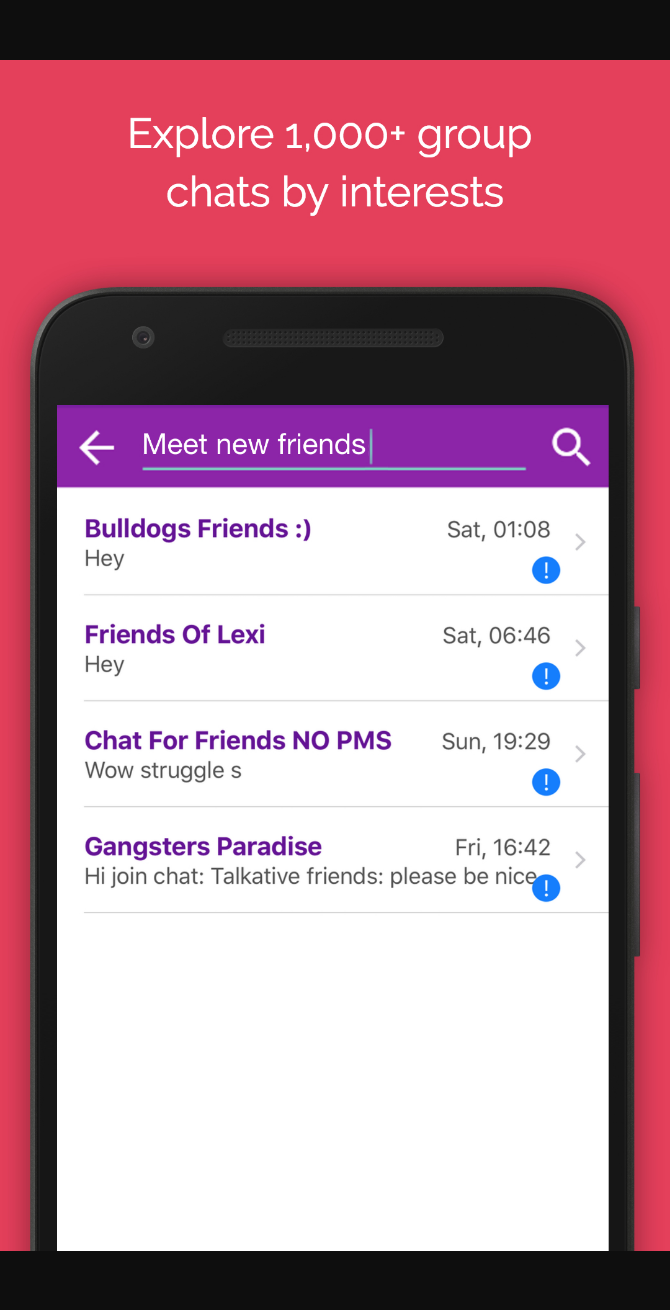 Explore 1,000+ group
chats by interests
Meet new friends
Bulldogs Friends :) Sat, 01:08
Hey
!
Friends Of Lexi Sat, 06:46
Hey
!
Chat For Friends NO PMS Sun, 19:29
Wow struggle s
!
Gangsters Paradise Fri, 16:42
Hi join chat: Talkative friends: please be nice
!